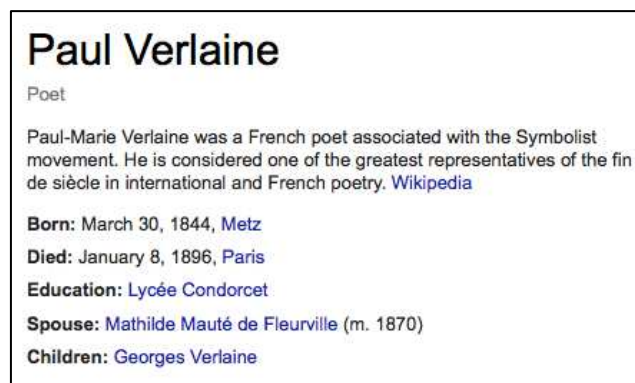 Paul Verlaine
Poet
Paul-Marie Verlaine was a French poet associated with the Symbolist
movement. He is considered one of the greatest representatives of the fin
de siècle in international and French poetry. Wikipedia
Born: March 30, 1844, Metz
Died: January 8, 1896, Paris
Education: Lycée Condorcet
Spouse: Mathilde Mauté de Fleurville (m. 1870)
Children: Georges Verlaine